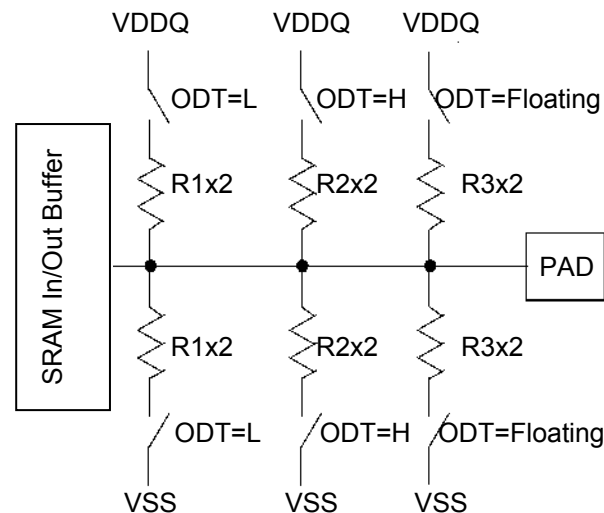 VDDQ VDDQ VDDQ
ODT=L ODT=H ODT=Floating
R1x2 R2x2 R3x2
SRAM In/Out Buffer
PAD
R1x2 R2x2 R3x2
ODT=L ODT=H ODT=Floating
VSS VSS VSS